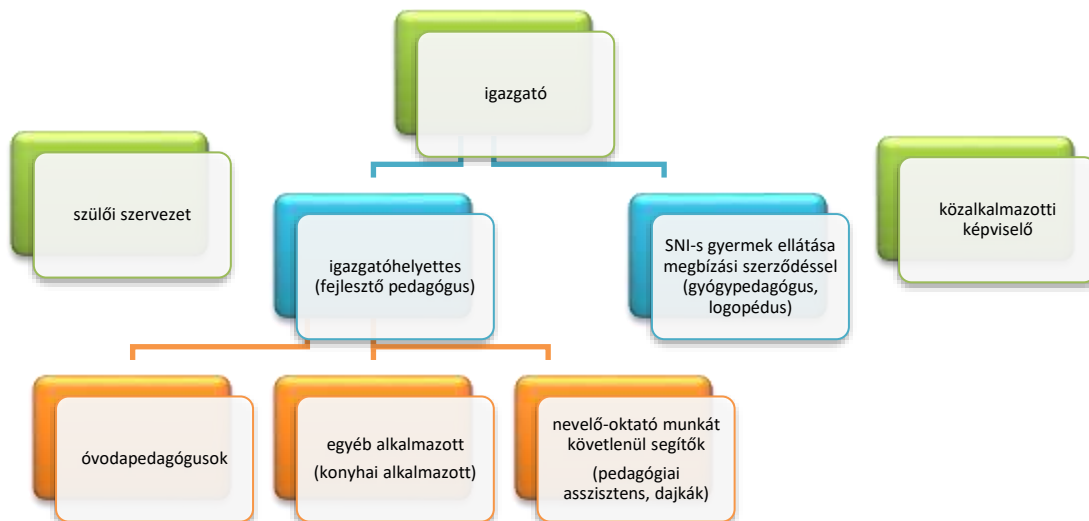 igazgató
szülői szervezet
közalkalmazotti
képviselő
igazgatóhelyettes
(fejlesztő pedagógus)
SNI-s gyermek ellátása
megbízási szerződéssel
(gyógypedagógus,
logopédus)
óvodapedagógusok
egyéb alkalmazott
(konyhai alkalmazott)
nevelő-oktató munkát
követlenül segítők
(pedagógiai
asszisztens, dajkák)